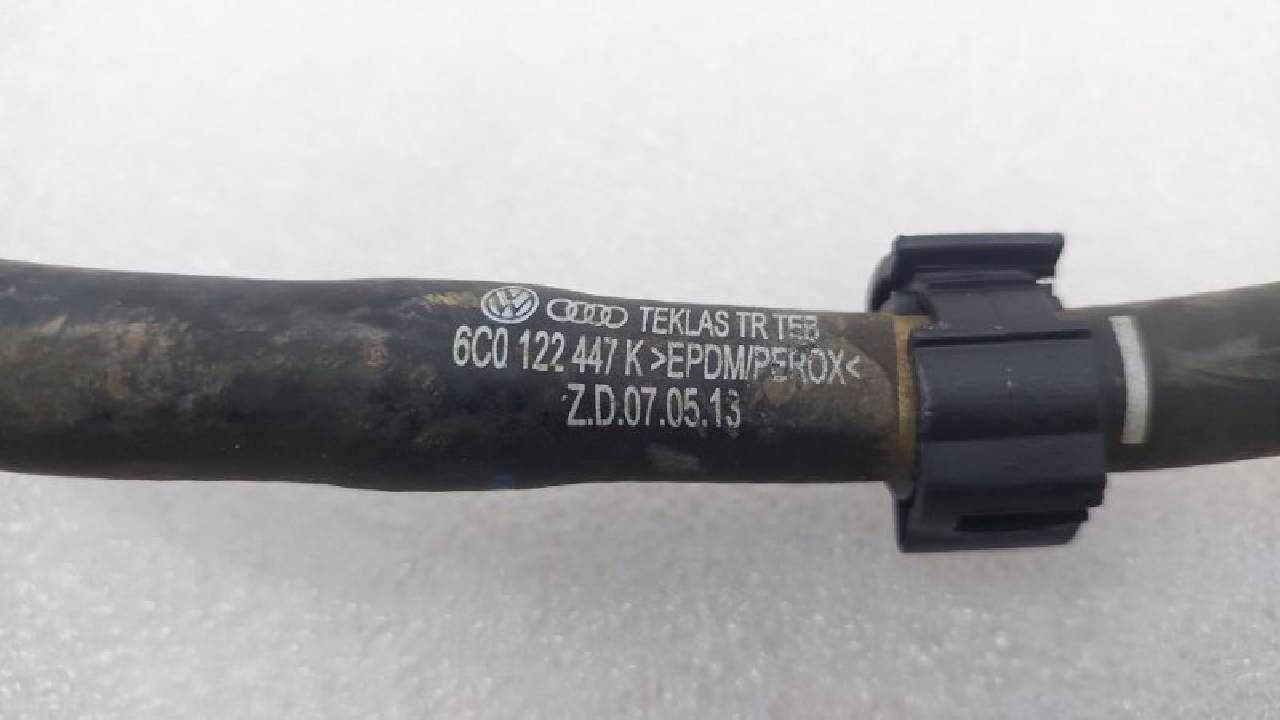 TEKLAS TR TEB
6C0 122 447 K >EPDM/PEROX<
Z.D.07.05.13